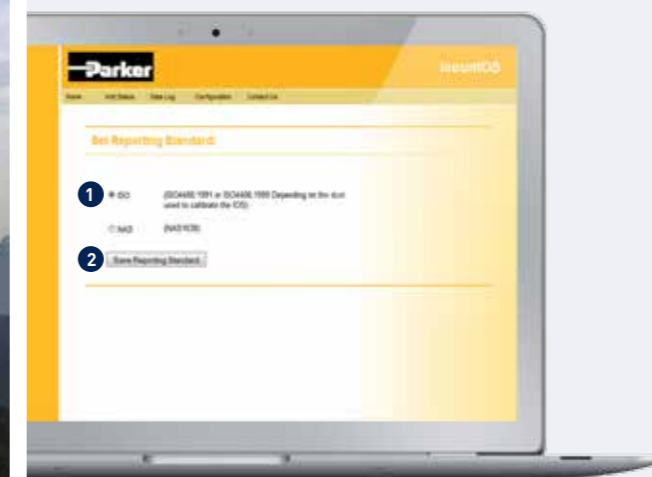 Parker
icountOS
Home Unit Status Data Log Configuration Contact Us
Set Reporting Standard:
1
ISO (ISO4406:1991 or ISO4406:1999 Depending on the dust
used to calibrate the IOS)
NAS (NAS1638)
2
Save Reporting Standard